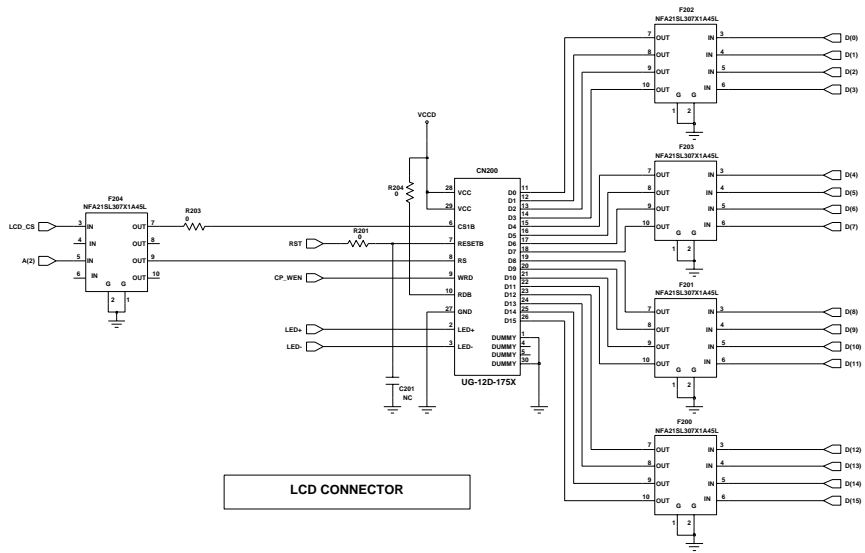 F202
NFA21SL307X1A45L
7 OUT IN 3 D(0)
8 OUT IN 4 D(1)
9 OUT IN 5 D(2)
10 OUT IN 6 D(3)
G G
1 2
VCCD
F203
NFA21SL307X1A45L
7 OUT IN 3 D(4)
8 OUT IN 4 D(5)
9 OUT IN 5 D(6)
10 OUT IN 6 D(7)
G G
1 2
F204
NFA21SL307X1A45L
LCD_CS 3 IN OUT 7
4 IN OUT 8
A(2) 5 IN OUT 9
6 IN OUT 10
G G
2 1
R203
0
R204
0
R201
0
RST
CP_WEN
LED+
LED-
C201
NC
CN200
28 VCC
29 VCC
6 CS1B
7 RESETB
8 RS
9 WRD
10 RDB
27 GND
2 LED+
3 LED-
D0 11
D1 12
D2 13
D3 14
D4 15
D5 16
D6 17
D7 18
D8 19
D9 20
D10 21
D11 22
D12 23
D13 24
D14 25
D15 26
DUMMY 1
DUMMY 4
DUMMY 5
DUMMY 30
UG-12D-175X
F201
NFA21SL307X1A45L
7 OUT IN 3 D(8)
8 OUT IN 4 D(9)
9 OUT IN 5 D(10)
10 OUT IN 6 D(11)
G G
1 2
F200
NFA21SL307X1A45L
7 OUT IN 3 D(12)
8 OUT IN 4 D(13)
9 OUT IN 5 D(14)
10 OUT IN 6 D(15)
G G
1 2
LCD CONNECTOR